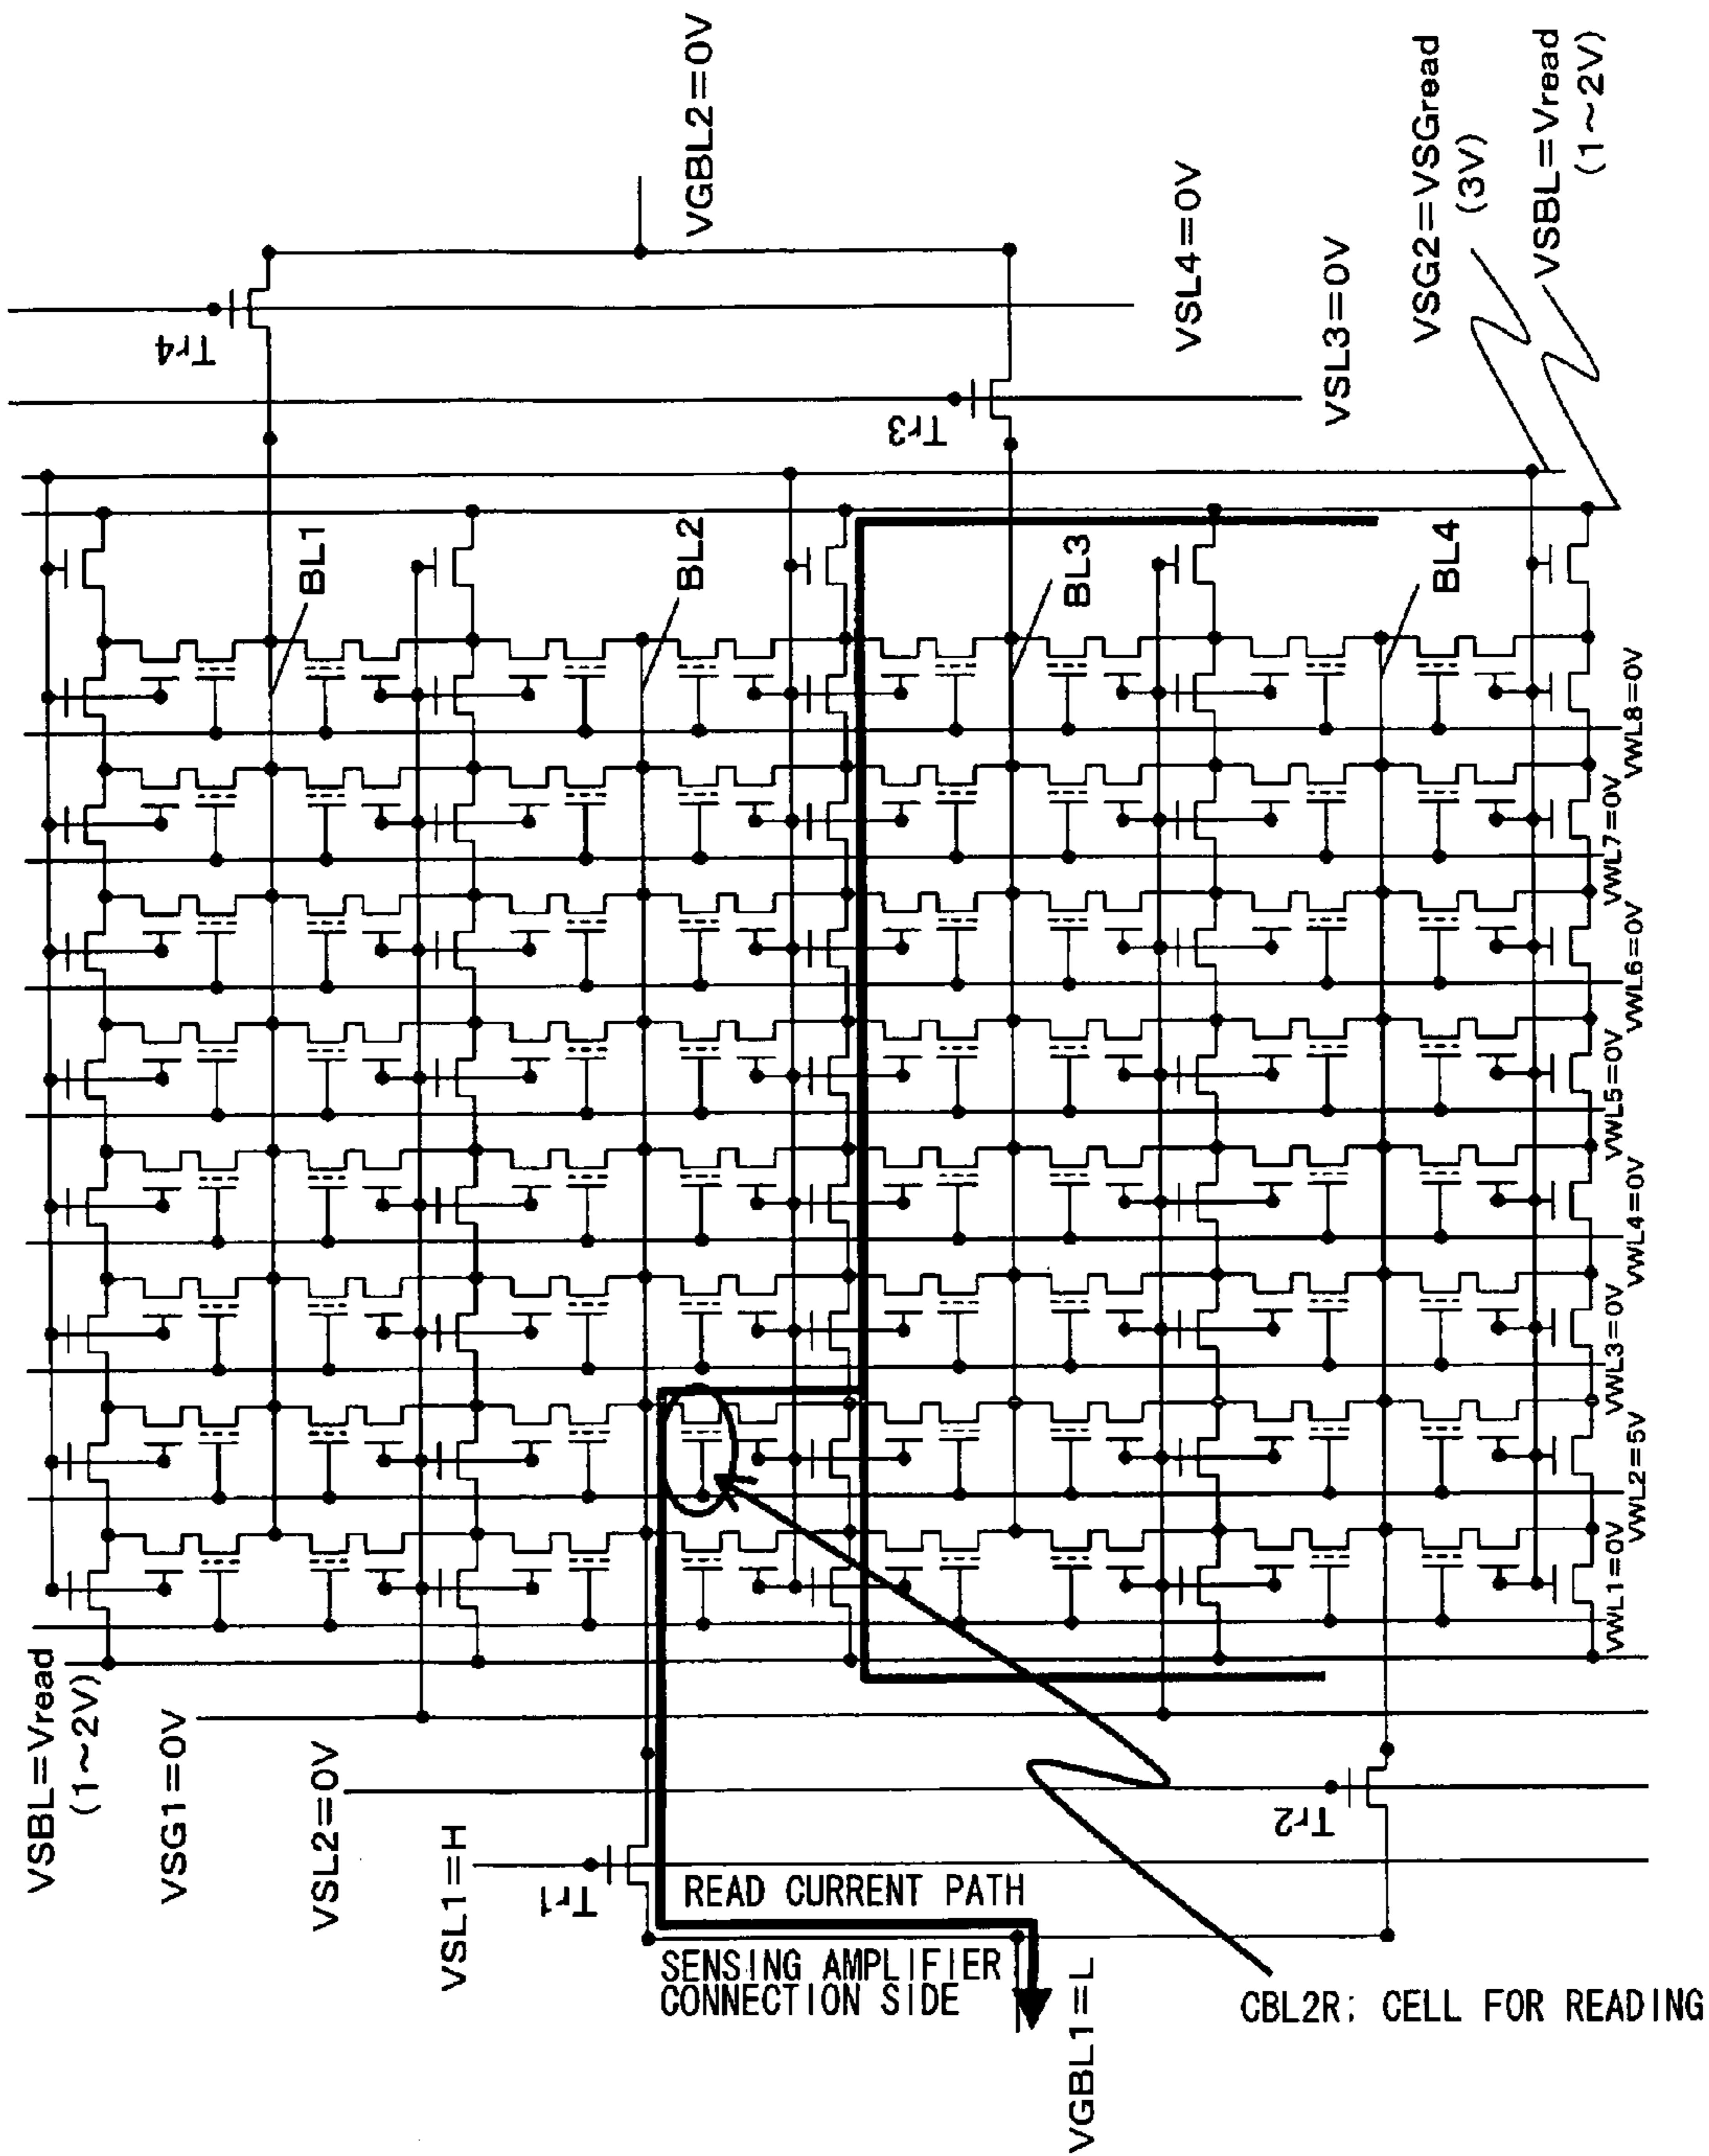 VGBL2=0V
VSL4=0V
VSL3=0V
VSG2=VSGread
(3V)
VSBL=Vread
(1~2V)
Tr4
Tr3
BL1
BL2
BL3
BL4
VWL8=0V
VWL7=0V
VWL6=0V
VWL5=0V
VWL4=0V
VWL3=0V
VWL2=5V
VWL1=0V
VSBL=Vread
(1~2V)
VSG1=0V
VSL2=0V
VSL1=H
Tr1
Tr2
READ CURRENT PATH
SENSING AMPLIFIER
CONNECTION SIDE
VGBL1=L
CBL2R; CELL FOR READING